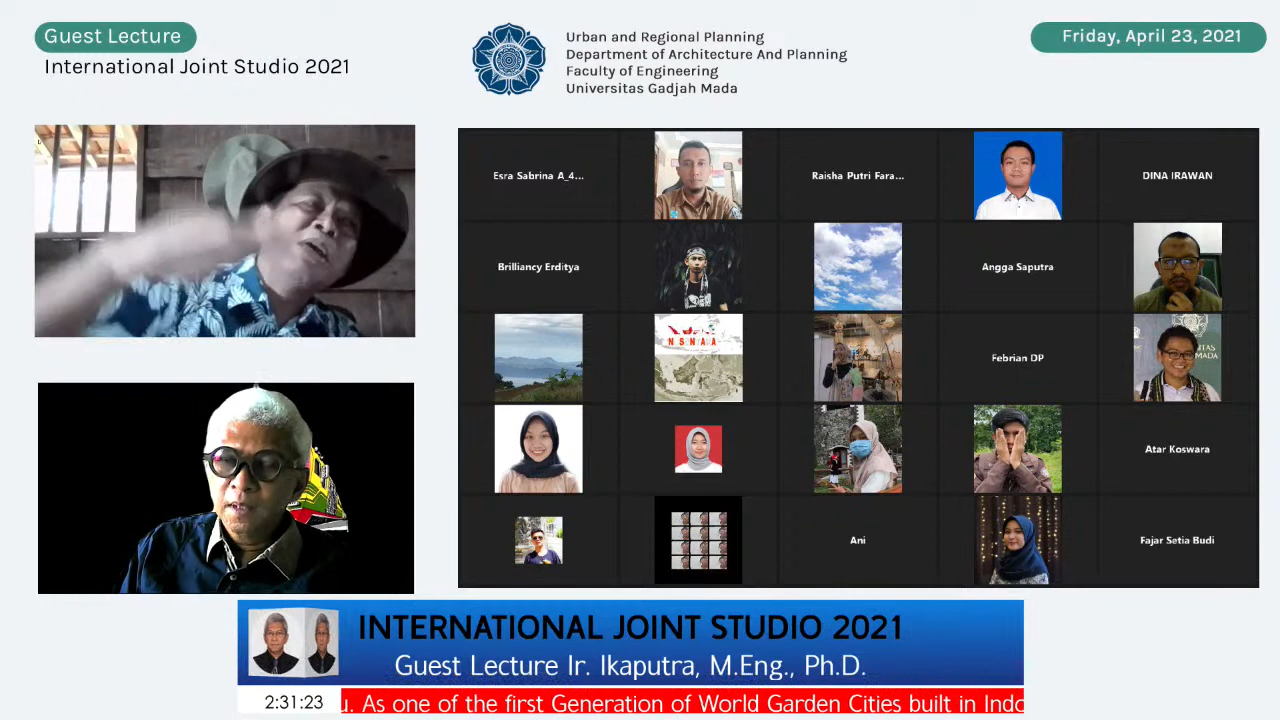 Guest Lecture
International Joint Studio 2021
Urban and Regional Planning
Department of Architecture And Planning
Faculty of Engineering
Universitas Gadjah Mada
Friday, April 23, 2021
Esra Sabrina A_4...
Raisha Putri Fara...
DINA IRAWAN
Brilliancy Erditya
Angga Saputra
Febrian DP
MADA
Atar Koswara
Ani
Fajar Setia Budi
INTERNATIONAL JOINT STUDIO 2021
Guest Lecture Ir. Ikaputra, M.Eng., Ph.D.
2:31:23
u. As one of the first Generation of World Garden Cities built in Indo